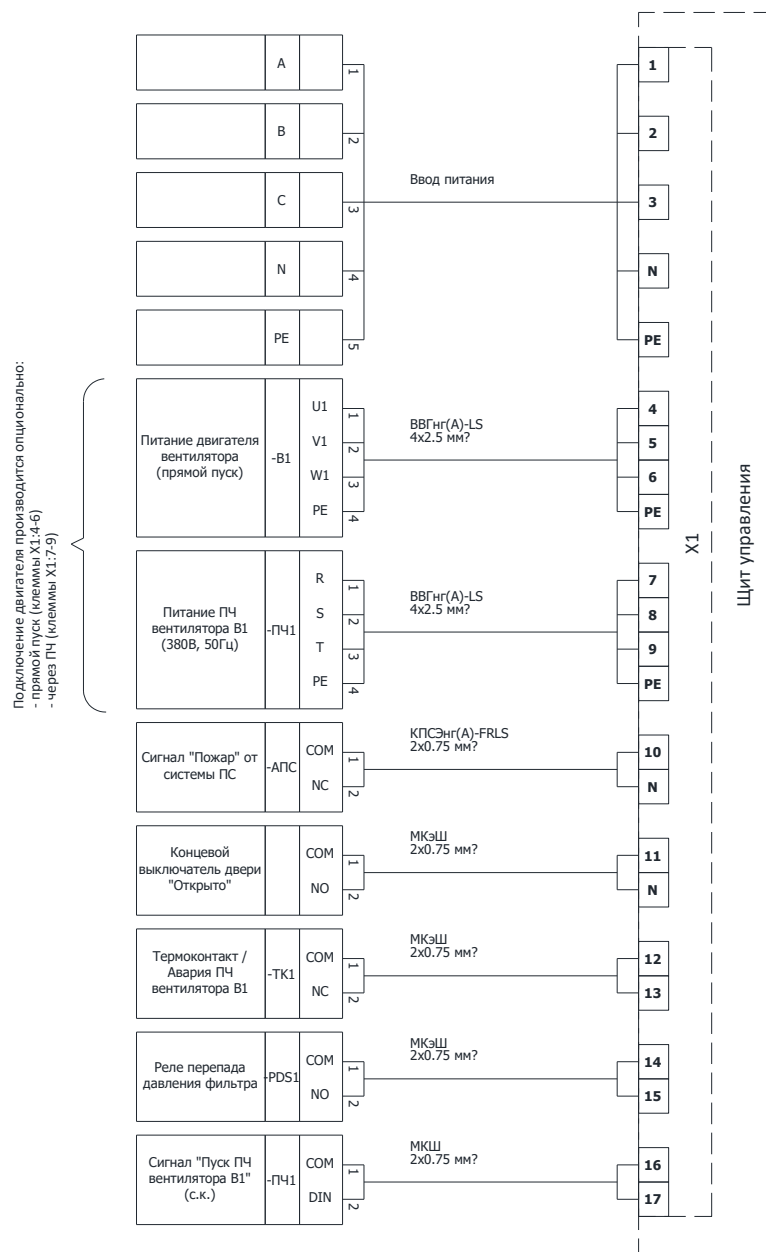 A
1
1
B
2
2
C
3
Ввод питания
3
N
4
N
PE
5
PE
Подключение двигателя производится опционально:
- прямой пуск (клеммы X1:4-6)
- через ПЧ (клеммы X1:7-9)
Питание двигателя
вентилятора
(прямой пуск)
-В1
U1
V1
W1
PE
1
2
3
4
ВВГнг(А)-LS
4x2.5 мм?
4
5
6
PE
Питание ПЧ
вентилятора В1
(380В, 50Гц)
-ПЧ1
R
S
T
PE
1
2
3
4
ВВГнг(А)-LS
4x2.5 мм?
7
8
9
PE
X1
Щит управления
Сигнал "Пожар" от
системы ПС
-АПС
COM
NC
1
2
КПСЭнг(А)-FRLS
2x0.75 мм?
10
N
Концевой
выключатель двери
"Открыто"
COM
NO
1
2
МКэШ
2x0.75 мм?
11
N
Термоконтакт /
Авария ПЧ
вентилятора В1
-TK1
COM
NC
1
2
МКэШ
2x0.75 мм?
12
13
Реле перепада
давления фильтра
-PDS1
COM
NO
1
2
МКэШ
2x0.75 мм?
14
15
Сигнал "Пуск ПЧ
вентилятора В1"
(с.к.)
-ПЧ1
COM
DIN
1
2
МКШ
2x0.75 мм?
16
17